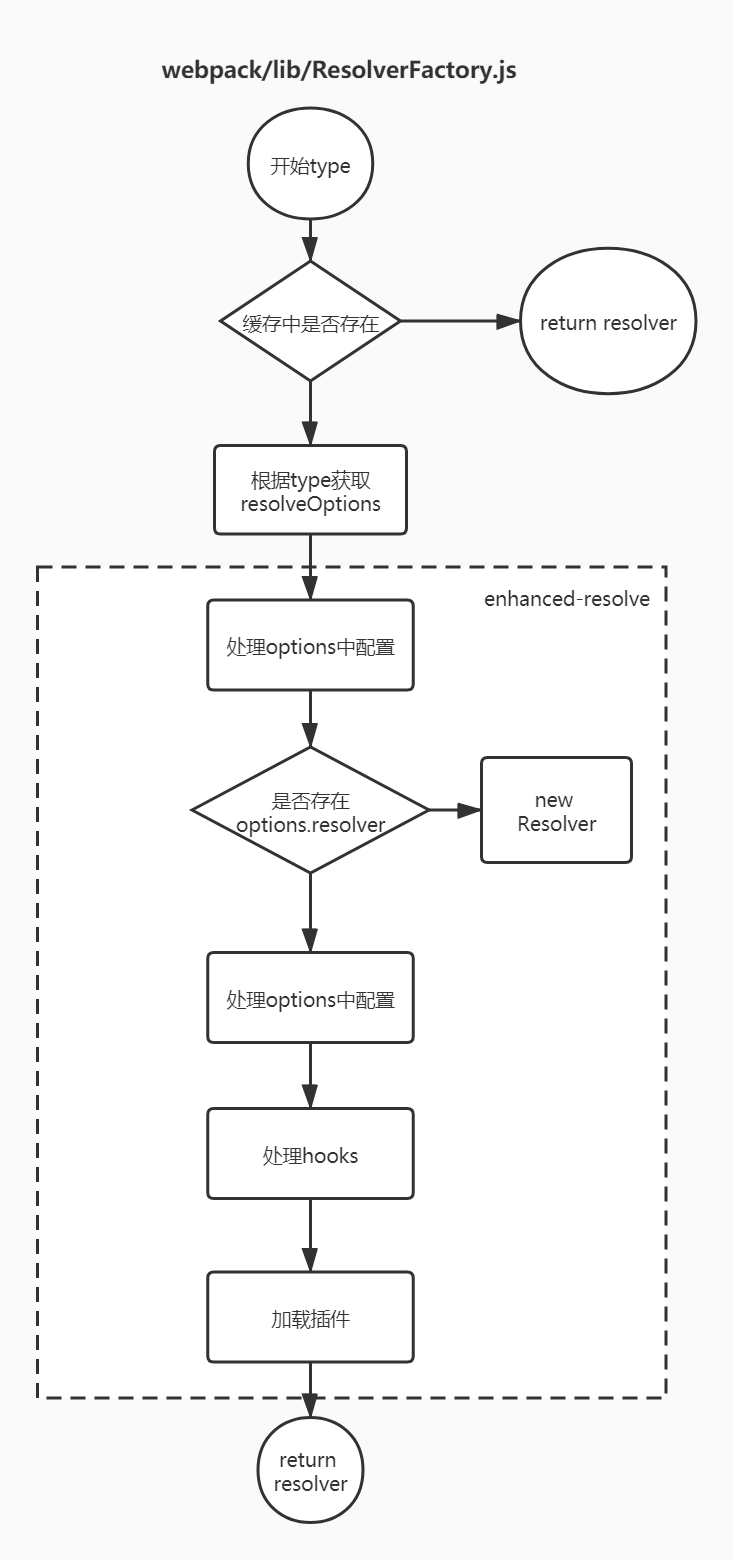 webpack/lib/ResolverFactory.js
开始type
缓存中是否存在
return resolver
根据type获取
resolveOptions
enhanced-resolve
处理options中配置
是否存在
options.resolver
new
Resolver
处理options中配置
处理hooks
加载插件
return
resolver